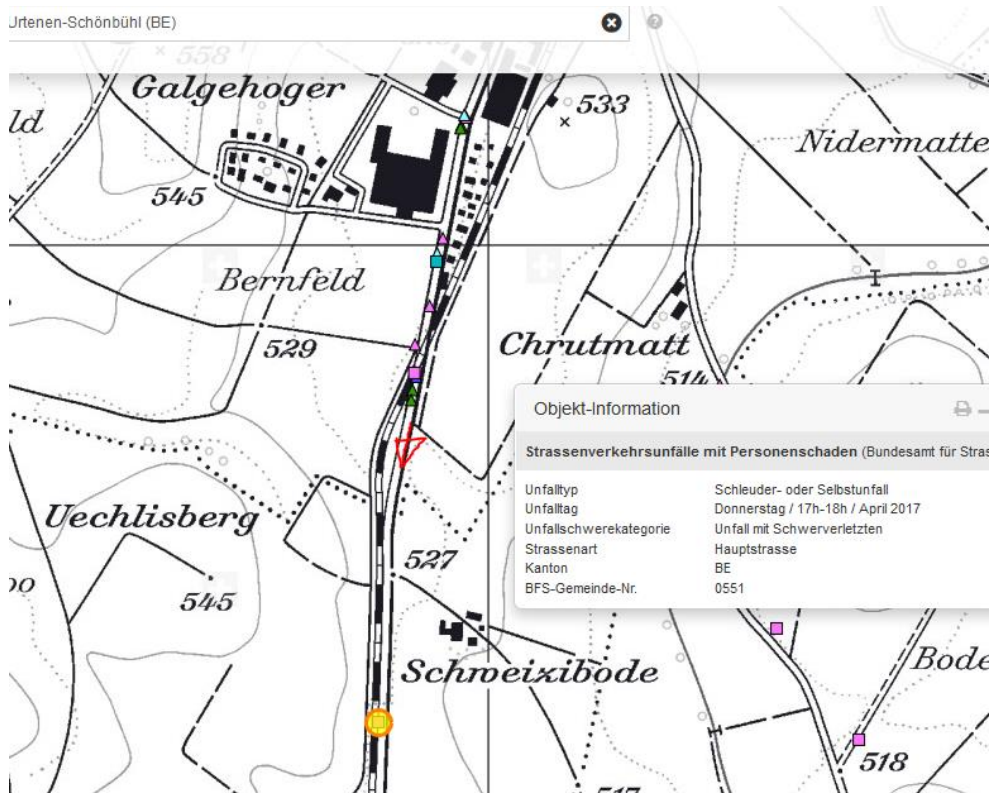 Urtenen-Schönbühl (BE)
558
Galgehoger
ld
533
Nidermatte
545
Bernfeld
529
Chrutmatt
514
Objekt-Information
Strassenverkehrsunfälle mit Personenschaden (Bundesamt für Stras
Unfalltyp Schleuder- oder Selbstunfall
Unfalltag Donnerstag / 17h-18h / April 2017
Unfallschwerekategorie Unfall mit Schwerverletzten
Strassenart Hauptstrasse
Kanton BE
BFS-Gemeinde-Nr. 0551
Uechlisberg
527
545
Schweizibode
Bode
518
517